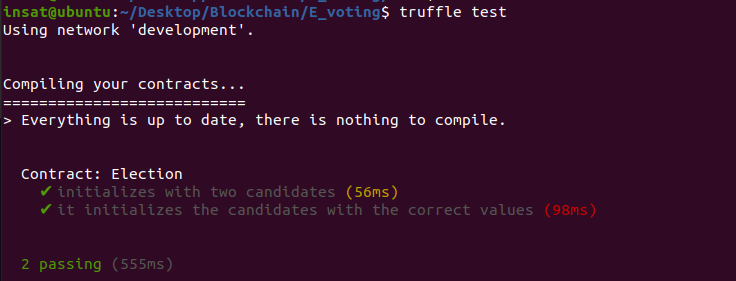 insat@ubuntu:~/Desktop/Blockchain/E_voting$ truffle test
Using network 'development'.
Compiling your contracts...
===========================
> Everything is up to date, there is nothing to compile.
Contract: Election
✔ initializes with two candidates (56ms)
✔ it initializes the candidates with the correct values (98ms)
2 passing (555ms)